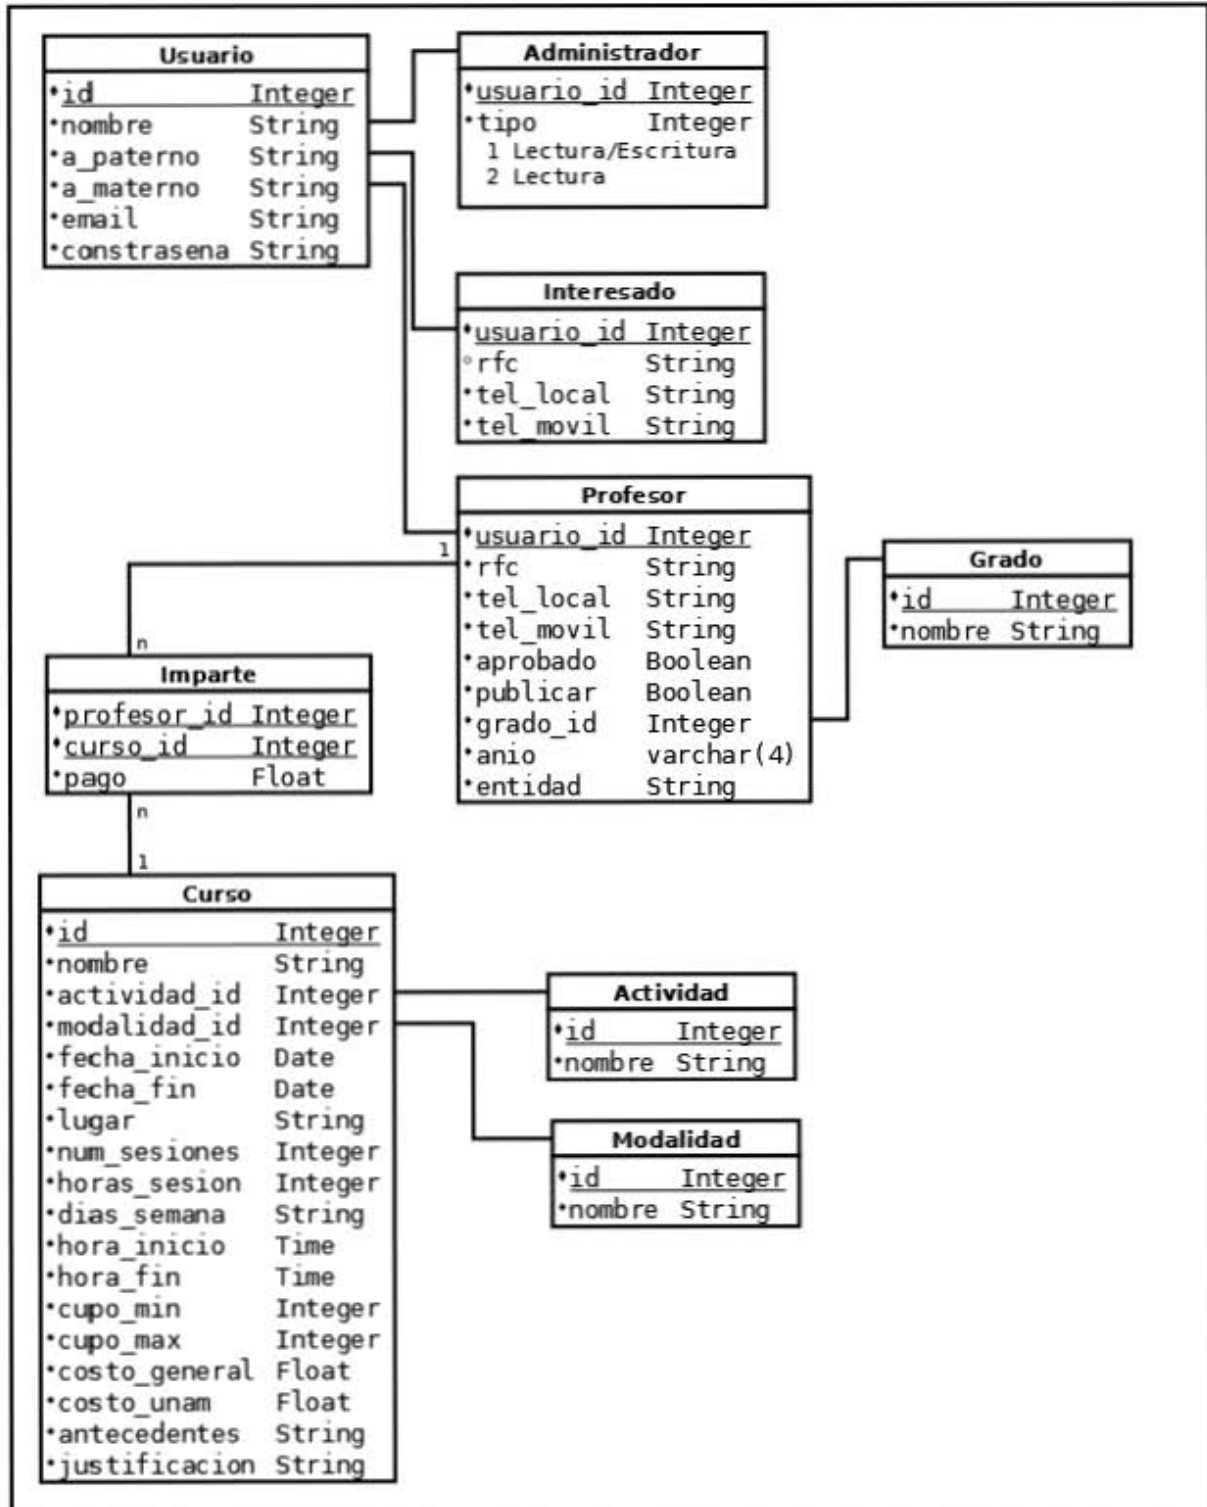 Usuario
id Integer
nombre String
a_paterno String
a_materno String
email String
constrasena String
Administrador
usuario_id Integer
tipo Integer
1 Lectura/Escritura
2 Lectura
Interesado
usuario_id Integer
rfc String
tel_local String
tel_movil String
Profesor
usuario_id Integer
rfc String
tel_local String
tel_movil String
aprobado Boolean
publicar Boolean
grado_id Integer
anio varchar(4)
entidad String
1
n
Grado
id Integer
nombre String
Imparte
profesor_id Integer
curso_id Integer
pago Float
n
1
Curso
id Integer
nombre String
actividad_id Integer
modalidad_id Integer
fecha_inicio Date
fecha_fin Date
lugar String
num_sesiones Integer
horas_sesion Integer
dias_semana String
hora_inicio Time
hora_fin Time
cupo_min Integer
cupo_max Integer
costo_general Float
costo_unam Float
antecedentes String
justificacion String
Actividad
id Integer
nombre String
Modalidad
id Integer
nombre String